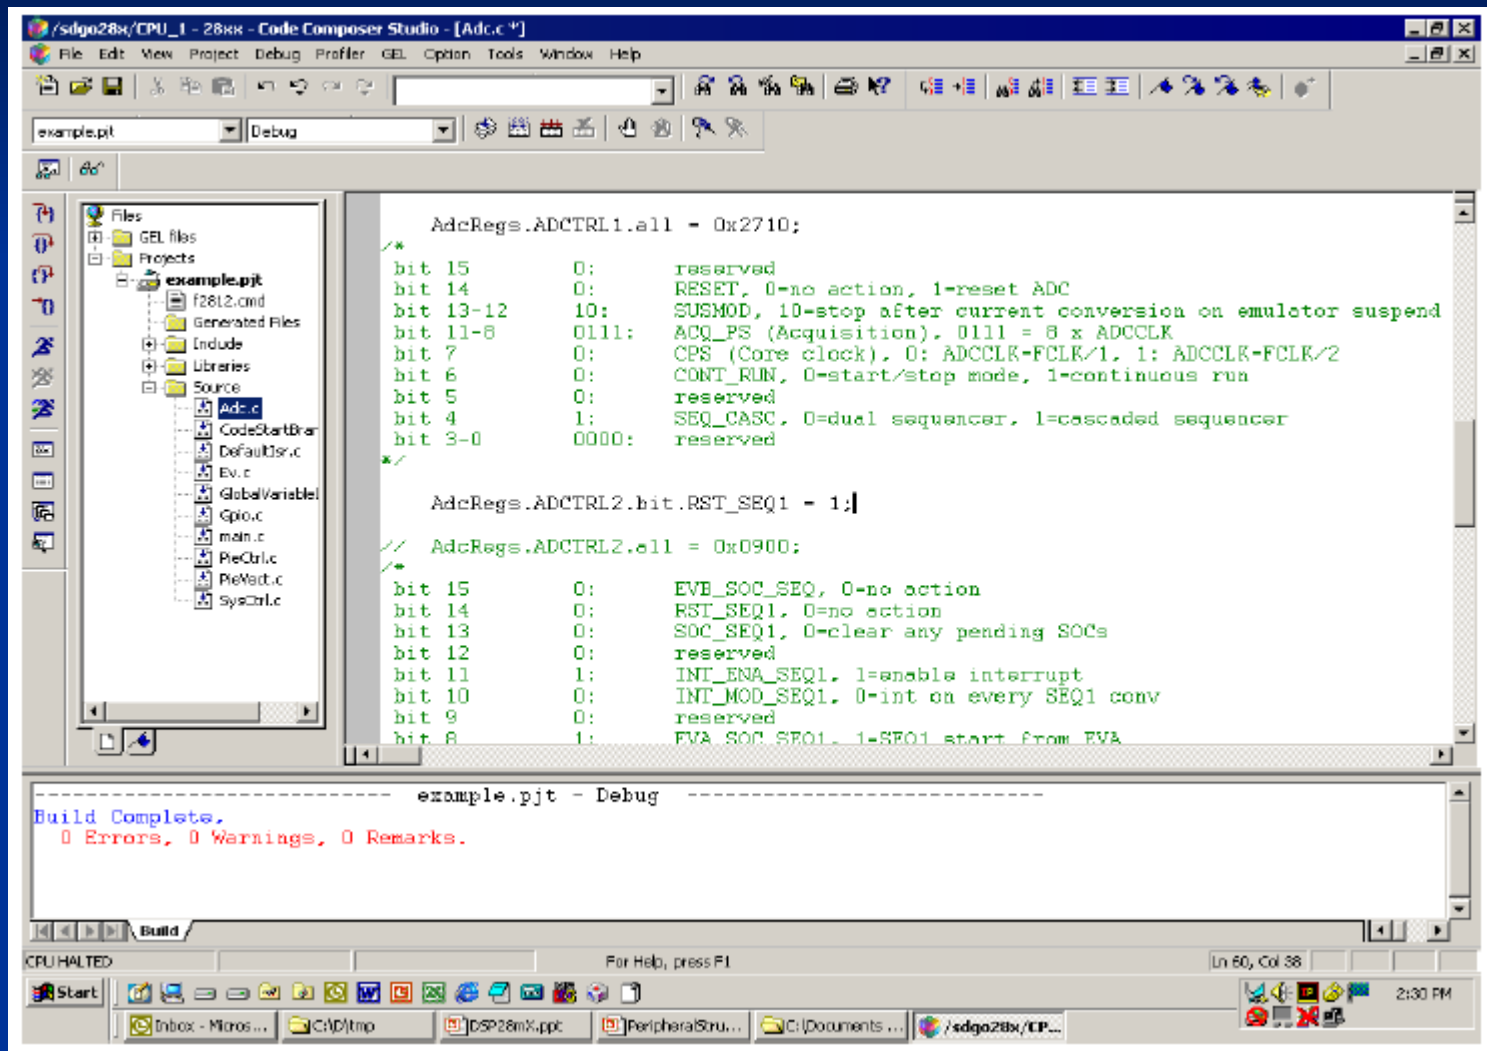 /sdgo28x/CPU_1 - 28xx - Code Composer Studio - [Adc.c *]
File Edit View Project Debug Profiler GEL Option Tools Window Help
example.pjt Debug
Files
GEL files
Projects
example.pjt
f2812.cmd
Generated Files
Include
Libraries
Source
Adc.c
CodeStartBran
DefaultIsr.c
Ev.c
GlobalVariablel
Gpio.c
main.c
PieCtrl.c
PieVect.c
SysCtrl.c
AdcRegs.ADCTRL1.all = 0x2710;
/*
bit 15 0: reserved
bit 14 0: RESET, 0=no action, 1=reset ADC
bit 13-12 10: SUSMOD, 10=stop after current conversion on emulator suspend
bit 11-8 0111: ACQ_PS (Acquisition), 0111 = 8 x ADCCLK
bit 7 0: CPS (Core clock), 0: ADCCLK=FCLK/1, 1: ADCCLK=FCLK/2
bit 6 0: CONT_RUN, 0=start/stop mode, 1=continuous run
bit 5 0: reserved
bit 4 1: SEQ_CASC, 0=dual sequencer, 1=cascaded sequencer
bit 3-0 0000: reserved
*/
AdcRegs.ADCTRL2.bit.RST_SEQ1 = 1;
// AdcRegs.ADCTRL2.all = 0x0900;
/*
bit 15 0: EVB_SOC_SEQ, 0=no action
bit 14 0: RST_SEQ1, 0=no action
bit 13 0: SOC_SEQ1, 0=clear any pending SOCs
bit 12 0: reserved
bit 11 1: INT_ENA_SEQ1, 1=enable interrupt
bit 10 0: INT_MOD_SEQ1, 0=int on every SEQ1 conv
bit 9 0: reserved
bit 8 1: EVA_SOC_SEQ1, 1=SEQ1 start from EVA
---------------------------- example.pjt - Debug ----------------------------
Build Complete,
0 Errors, 0 Warnings, 0 Remarks.
Build
CPU HALTED For Help, press F1 Ln 60, Col 38
Start 2:30 PM
Inbox - Micros... C:\D\tmp DSP28mX.ppt PeripheralStru... C:\Documents ... /sdgo28x/CP...